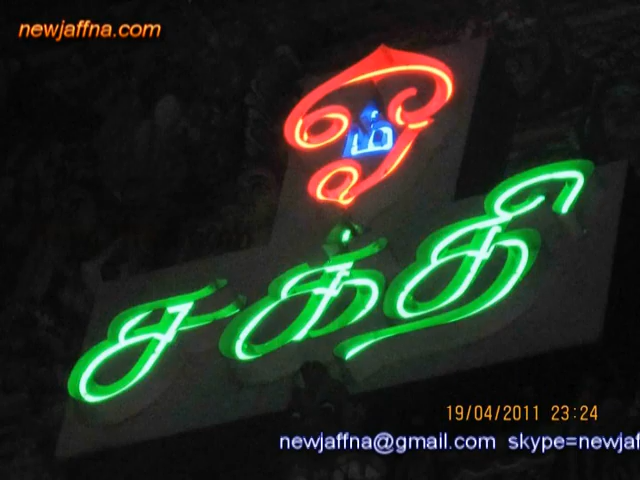 newjaffna.com
ஓம்
சக்தி
19/04/2011 23:24
newjaffna@gmail.com skype=newjaf